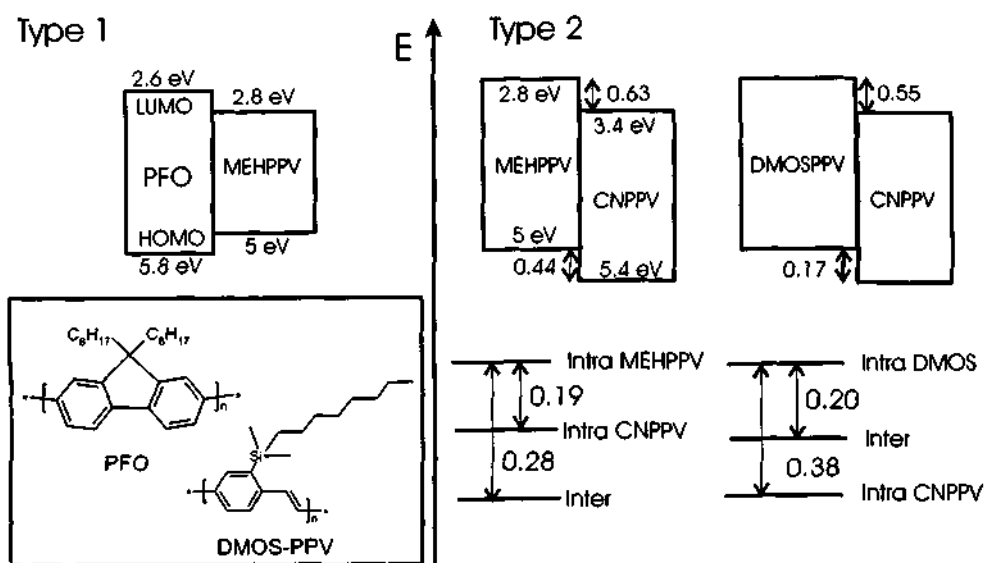 Type 1
2.6 eV
LUMO
PFO
HOMO
5.8 eV
2.8 eV
MEHPPV
5 eV
E
Type 2
2.8 eV
MEHPPV
5 eV
0.44
0.63
3.4 eV
CNPPV
5.4 eV
DMOSPPV
0.17
0.55
CNPPV
C8H17
C8H17
n
PFO
Si
n
DMOS-PPV
Intra MEHPPV
0.19
Intra CNPPV
0.28
Inter
Intra DMOS
0.20
Inter
0.38
Intra CNPPV